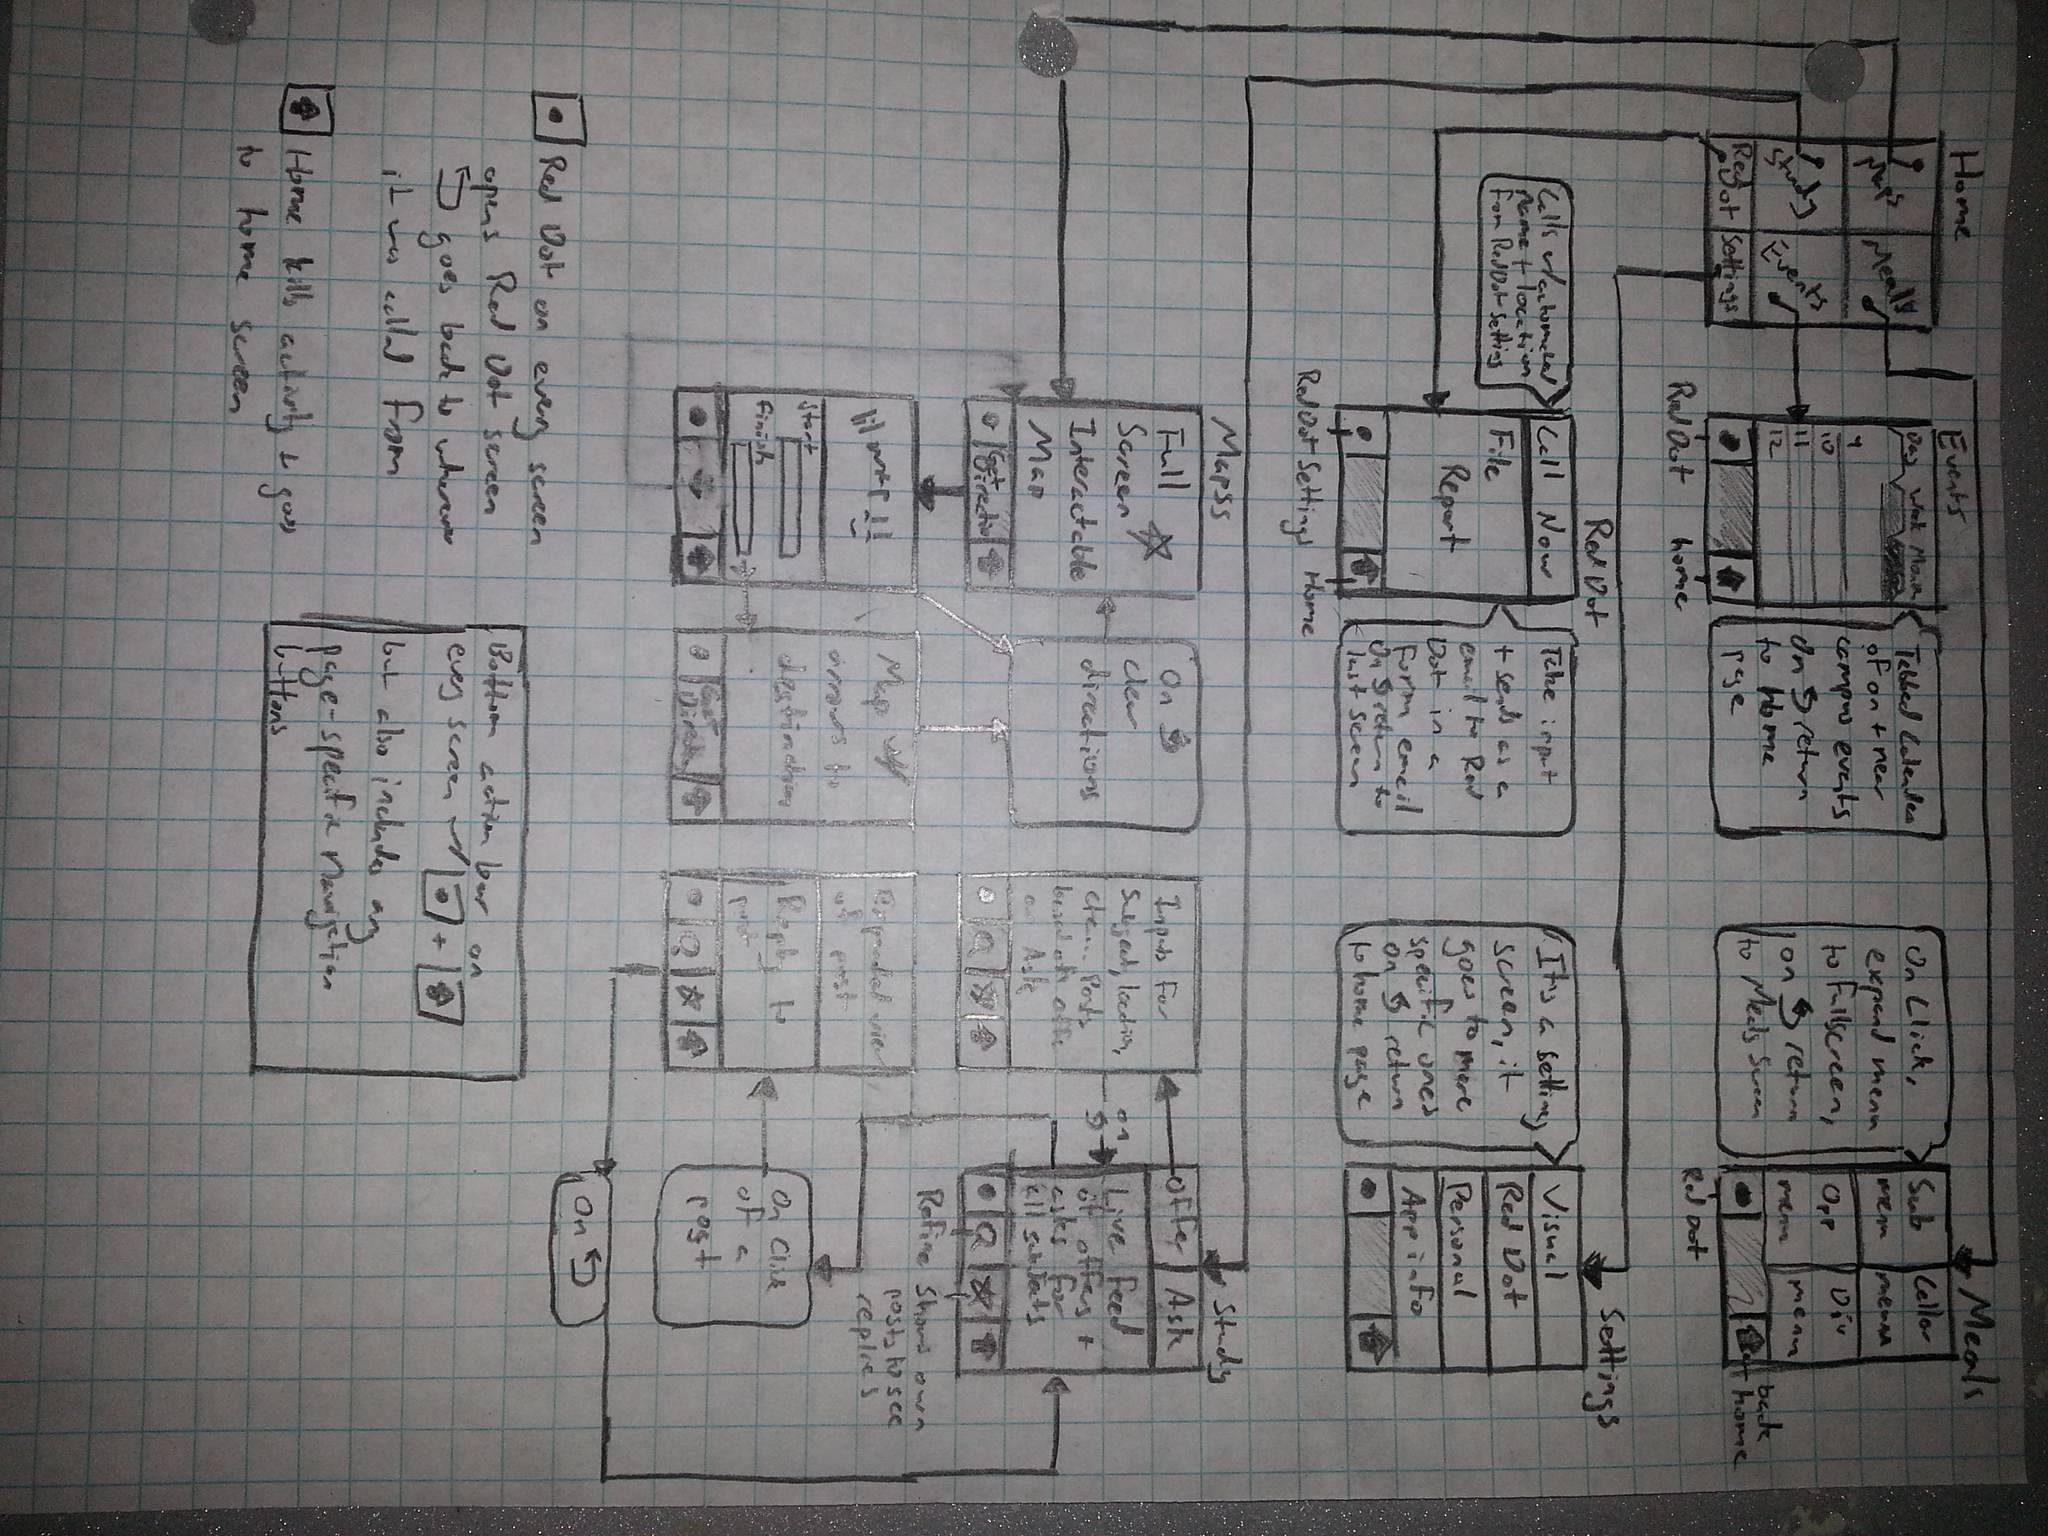 Home
Maps
Meals
Study
Events
Red Dot
Settings
Events
Day Week Month
9
10
11
12
Red Dot
home
Tabbed Calendar
of on + near
campus events
On return
to home
page
On Click,
expand menu
to fullscreen,
on return
to Meals Screen
Meals
Sub
menu
Cellar
menu
Opp
menu
Div
menu
back
home
Red Dot
Red Dot
Calls w/automated
name + location
from Red Dot Setting
Call Now
File
Report
Red Dot Settings
Home
Take input
+ sends as a
email to Red
Dot in a
form email
On return to
last screen
It's a setting
screen, it
goes to more
specific ones
on return
to home page
Settings
Visual
Red Dot
Personal
App info
Mapss
Full
Screen
Interactable
Map
Get
Directio
On
clear
directions
lil map !!
Start
Finish
Map w/
arrows to
destination
Get
Direction
Study
Offer
Ask
Live feed
of offers +
asks for
all subjects
Refine
Shows own
posts to see
replies
Inputs for
Subject, location,
etc... Posts
based off offer
or Ask
on
Expanded view
of post
Reply to
post
On Click
of a
post
On
Red Dot on every screen
opens Red Dot screen
goes back to wherever
it was called from
Home kills activity + goes
to home screen
Bottom action bar on
every screen w/ +
but also includes any
page-specific navigation
buttons